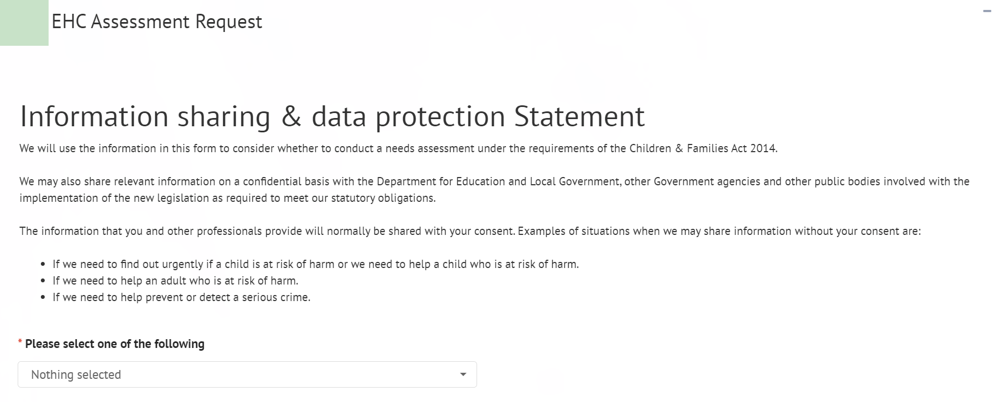 EHC Assessment Request
Information sharing & data protection Statement
We will use the information in this form to consider whether to conduct a needs assessment under the requirements of the Children & Families Act 2014.
We may also share relevant information on a confidential basis with the Department for Education and Local Government, other Government agencies and other public bodies involved with the
implementation of the new legislation as required to meet our statutory obligations.
The information that you and other professionals provide will normally be shared with your consent. Examples of situations when we may share information without your consent are:
• If we need to find out urgently if a child is at risk of harm or we need to help a child who is at risk of harm.
• If we need to help an adult who is at risk of harm.
• If we need to help prevent or detect a serious crime.
* Please select one of the following
Nothing selected